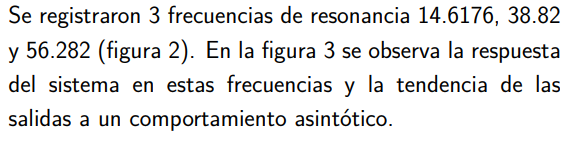 Se registraron 3 frecuencias de resonancia 14.6176, 38.82
y 56.282 (figura 2). En la figura 3 se observa la respuesta
del sistema en estas frecuencias y la tendencia de las
salidas a un comportamiento asintótico.